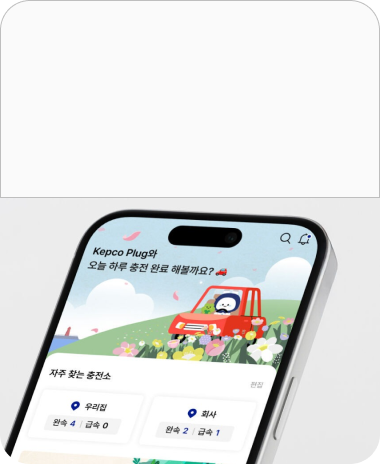 Kepco Plug와
오늘 하루 충전 완료 해볼까요? 🚗
자주 찾는 충전소
편집
우리집
회사
완속 4 | 급속 0
완속 2 | 급속 1